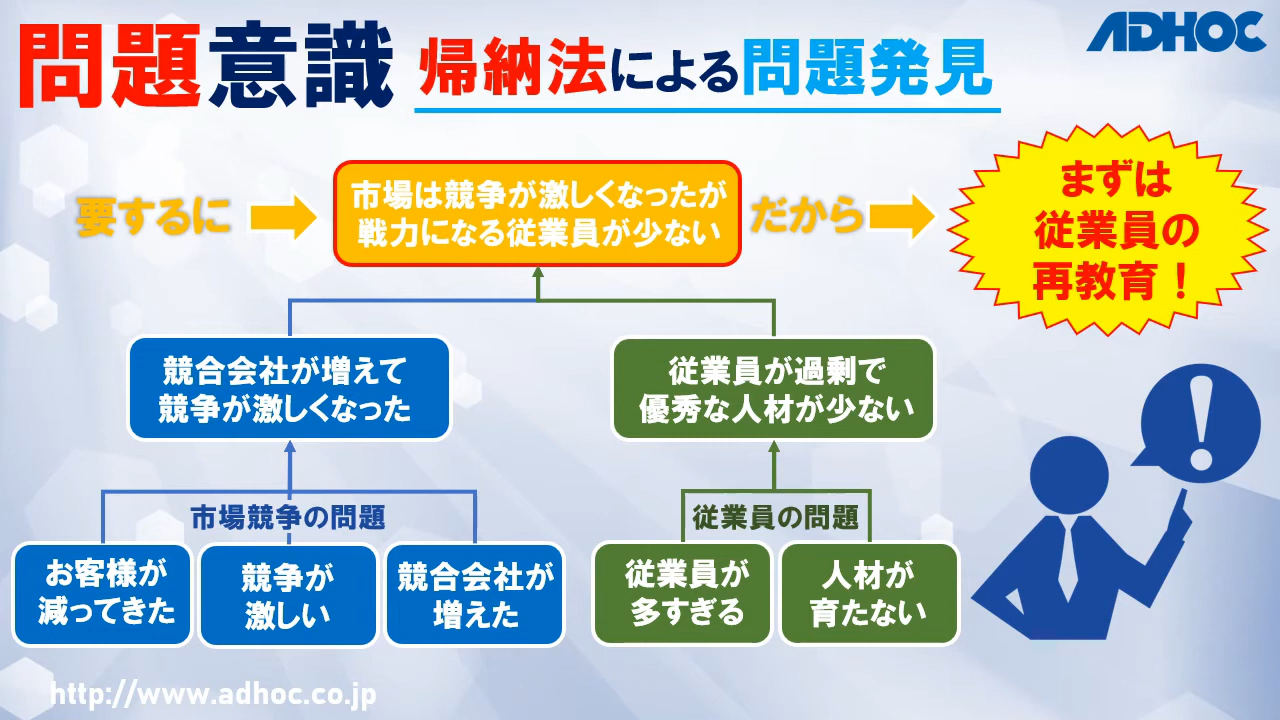 問題意識 帰納法による問題発見
ADHOC
要するに
市場は競争が激しくなったが
戦力になる従業員が少ない
だから
まずは
従業員の
再教育！
競合会社が増えて
競争が激しくなった
従業員が過剰で
優秀な人材が少ない
市場競争の問題
従業員の問題
お客様が
減ってきた
競争が
激しい
競合会社が
増えた
従業員が
多すぎる
人材が
育たない
http://www.adhoc.co.jp